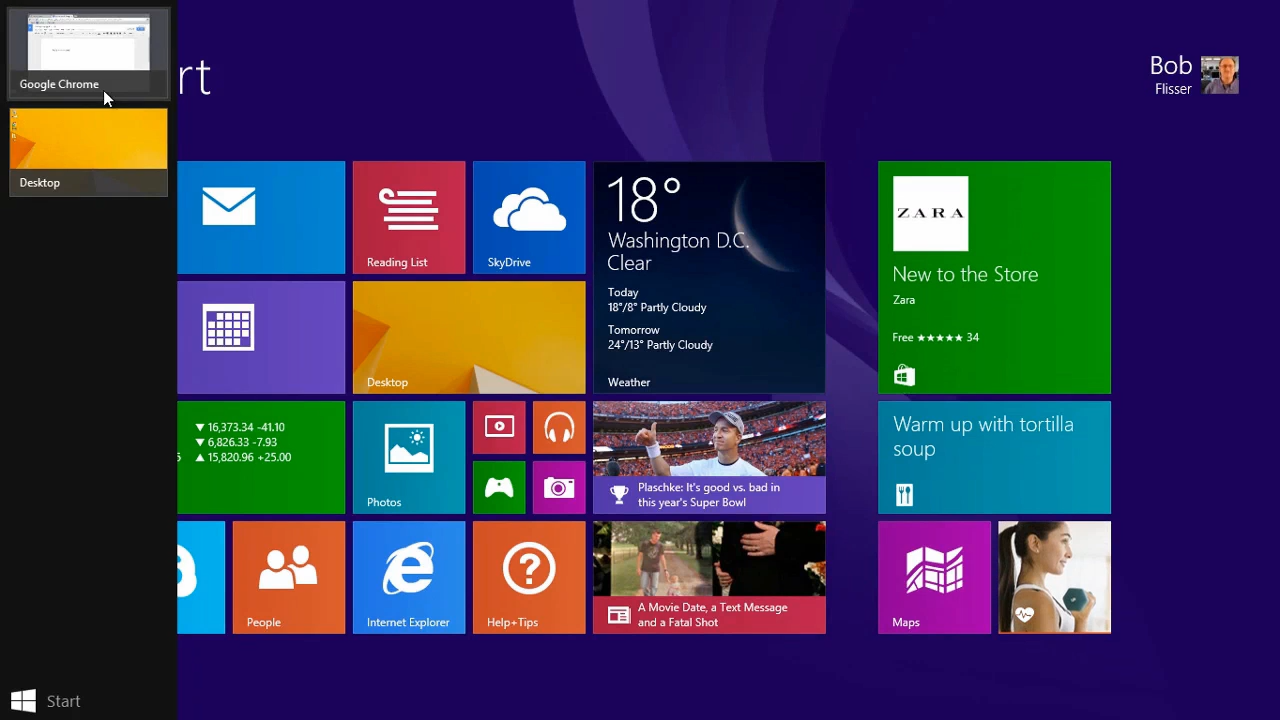 Google Chrome
Desktop
rt
Bob
Flisser
Reading List
SkyDrive
18°
Washington D.C.
Clear
Today
18°/8° Partly Cloudy
Tomorrow
24°/13° Partly Cloudy
Weather
ZARA
New to the Store
Zara
Free ★★★★★ 34
Desktop
▼ 16,373.34 -41.10
▼ 6,826.33 -7.93
5 ▲ 15,820.96 +25.00
Photos
Plaschke: It's good vs. bad in
this year's Super Bowl
Warm up with tortilla
soup
People
Internet Explorer
Help+Tips
A Movie Date, a Text Message
and a Fatal Shot
Maps
Start